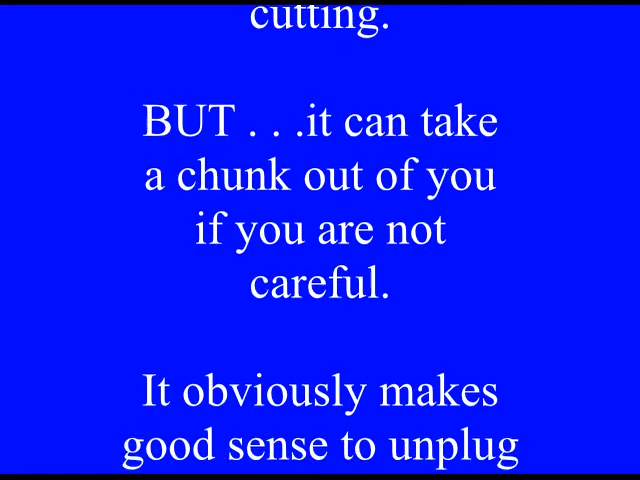 cutting.
BUT . . .it can take
a chunk out of you
if you are not
careful.
It obviously makes
good sense to unplug